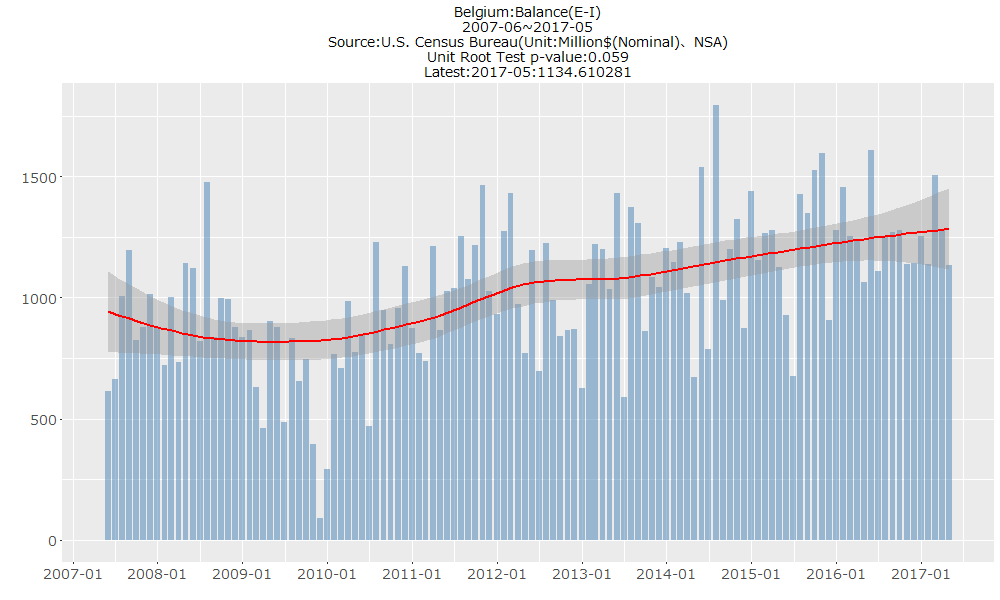 Belgium:Balance(E-I)
2007-06~2017-05
Source:U.S. Census Bureau(Unit:Million$(Nominal)、NSA)
Unit Root Test p-value:0.059
Latest:2017-05:1134.610281
1500
1000
500
0
2007-01 2008-01 2009-01 2010-01 2011-01 2012-01 2013-01 2014-01 2015-01 2016-01 2017-01